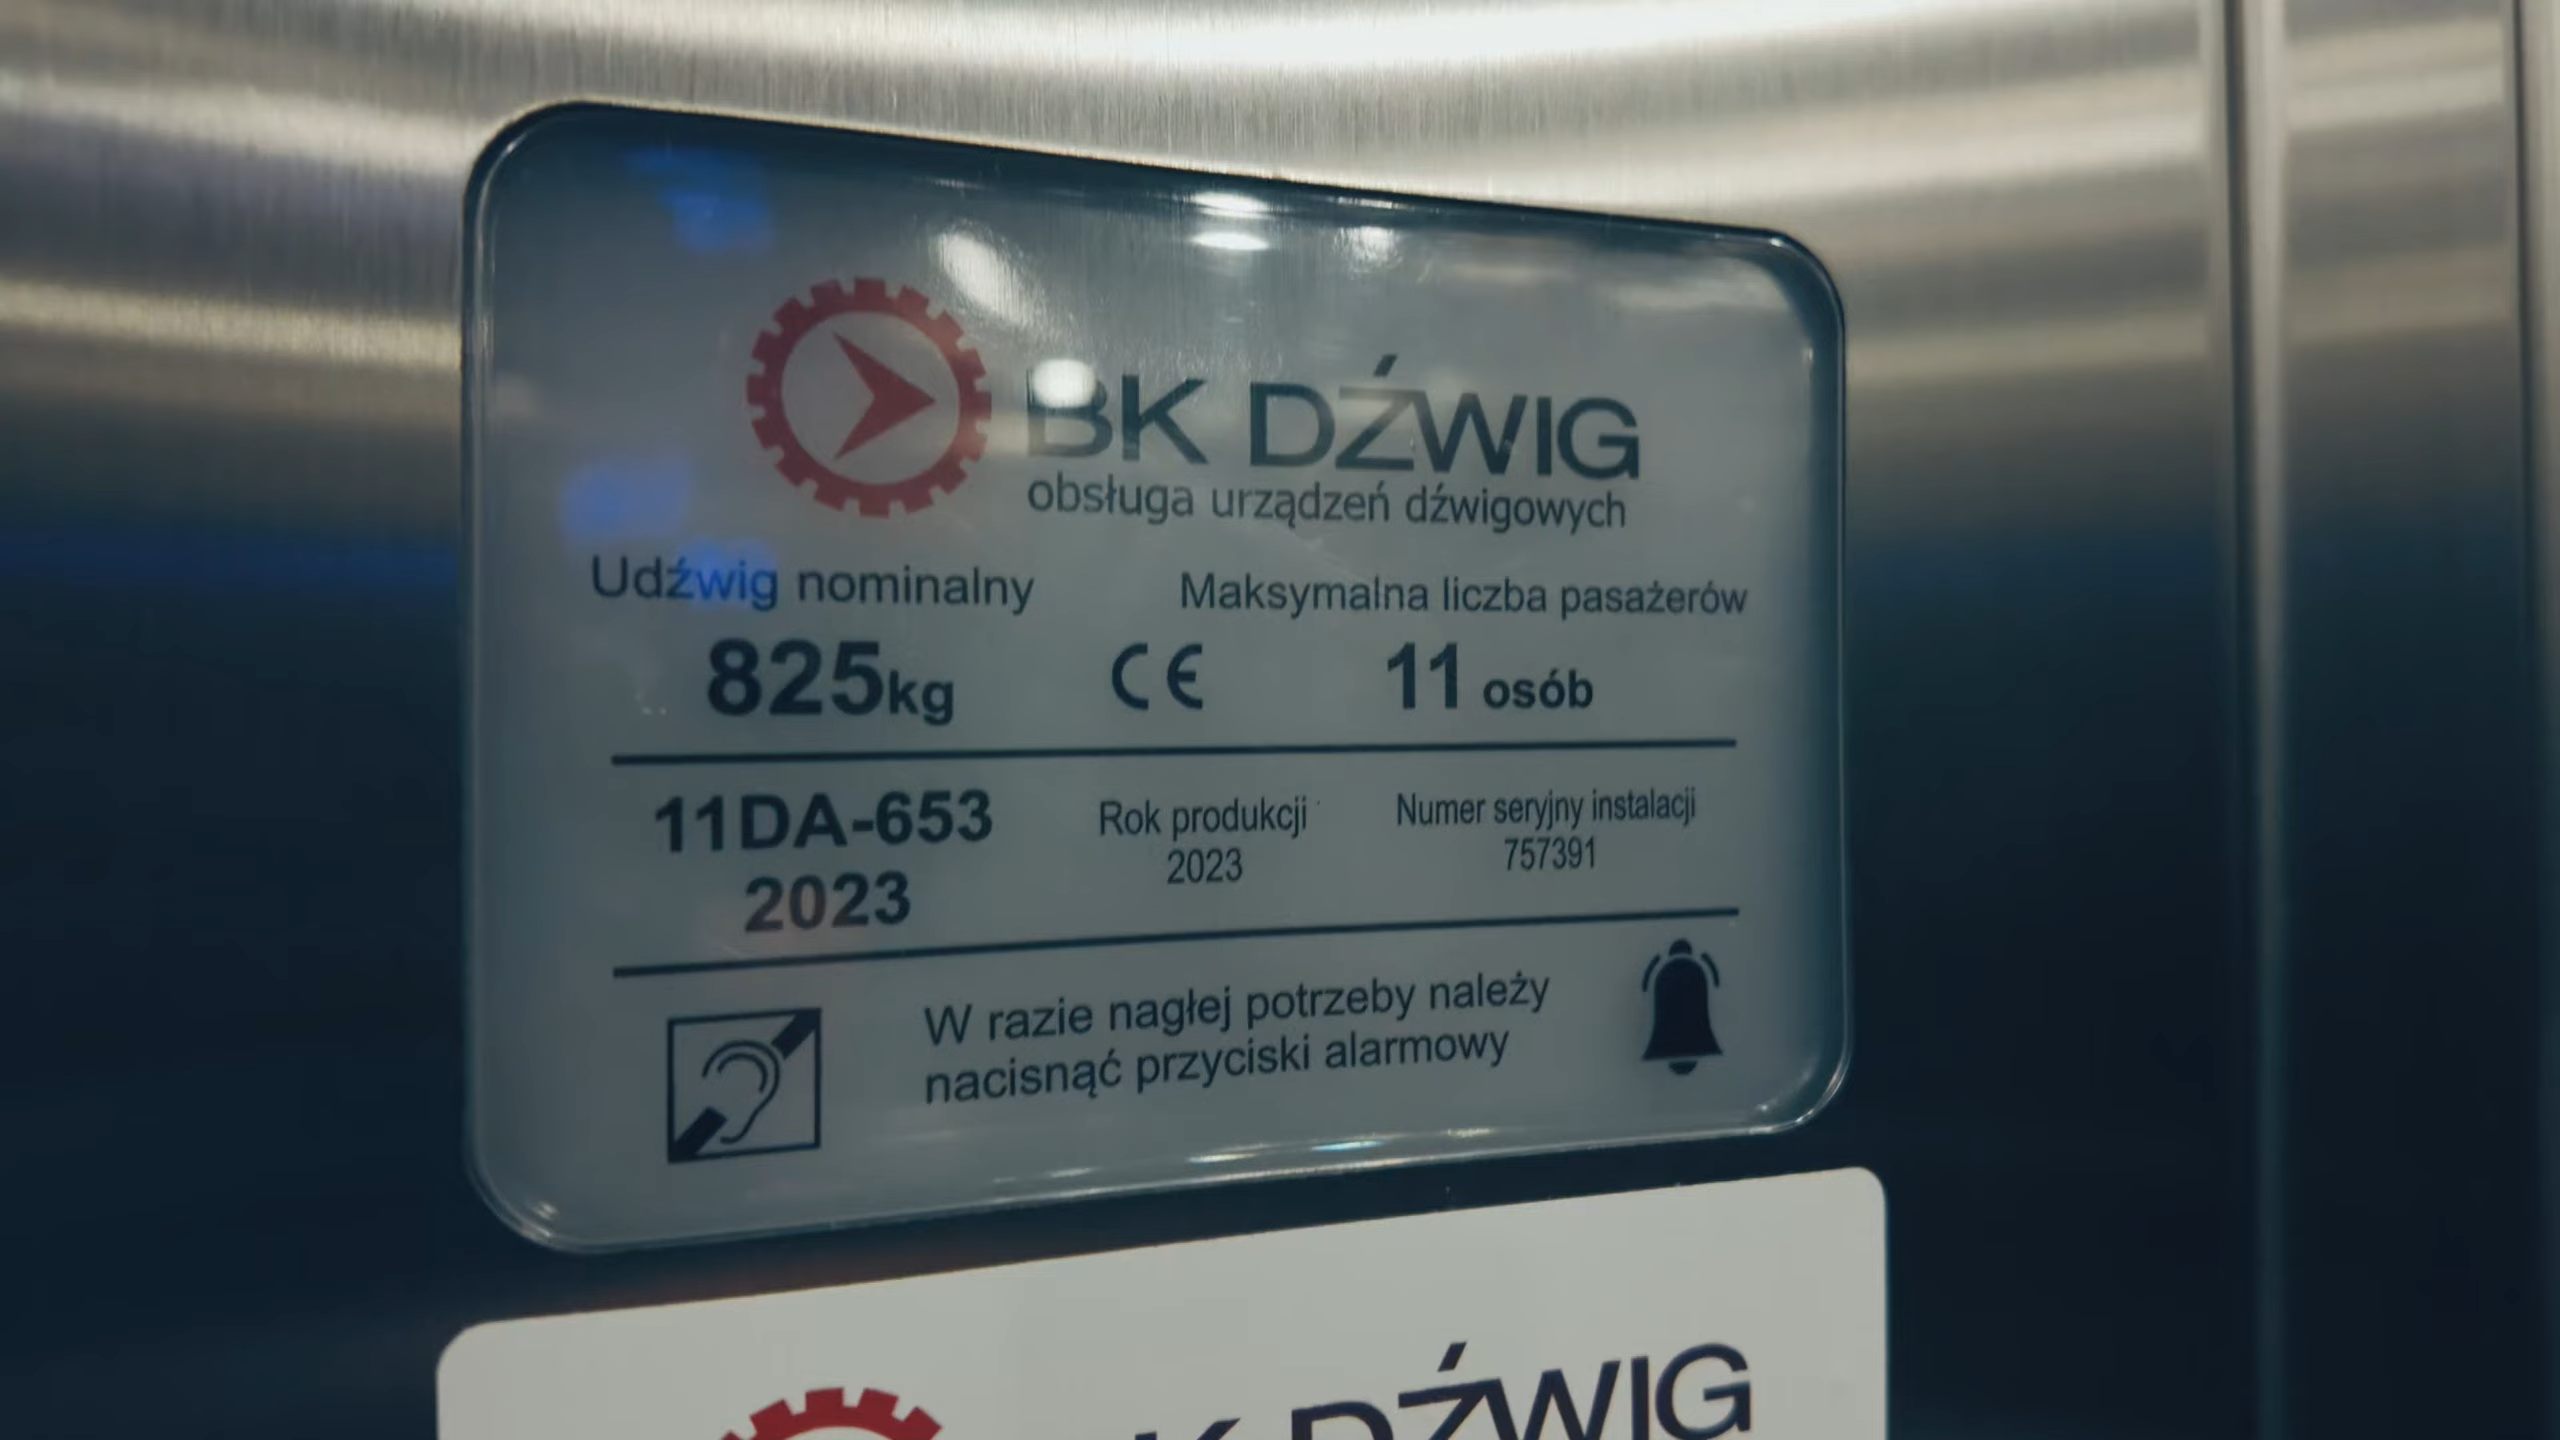 BK DŹWIG
obsługa urządzeń dźwigowych
Udźwig nominalny
Maksymalna liczba pasażerów
825kg
CE
11 osób
11DA-653
2023
Rok produkcji
2023
Numer seryjny instalacji
757391
W razie nagłej potrzeby należy
nacisnąć przyciski alarmowy
K DŹWIG